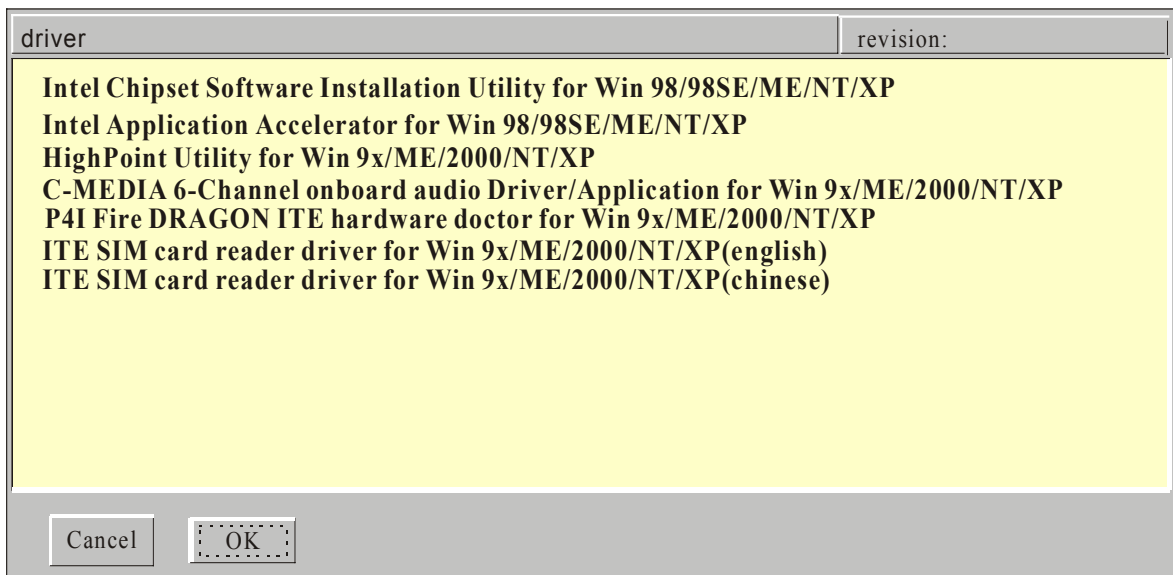 driver
revision:
Intel Chipset Software Installation Utility for Win 98/98SE/ME/NT/XP
Intel Application Accelerator for Win 98/98SE/ME/NT/XP
HighPoint Utility for Win 9x/ME/2000/NT/XP
C-MEDIA 6-Channel onboard audio Driver/Application for Win 9x/ME/2000/NT/XP
P4I Fire DRAGON ITE hardware doctor for Win 9x/ME/2000/NT/XP
ITE SIM card reader driver for Win 9x/ME/2000/NT/XP(english)
ITE SIM card reader driver for Win 9x/ME/2000/NT/XP(chinese)
Cancel
OK